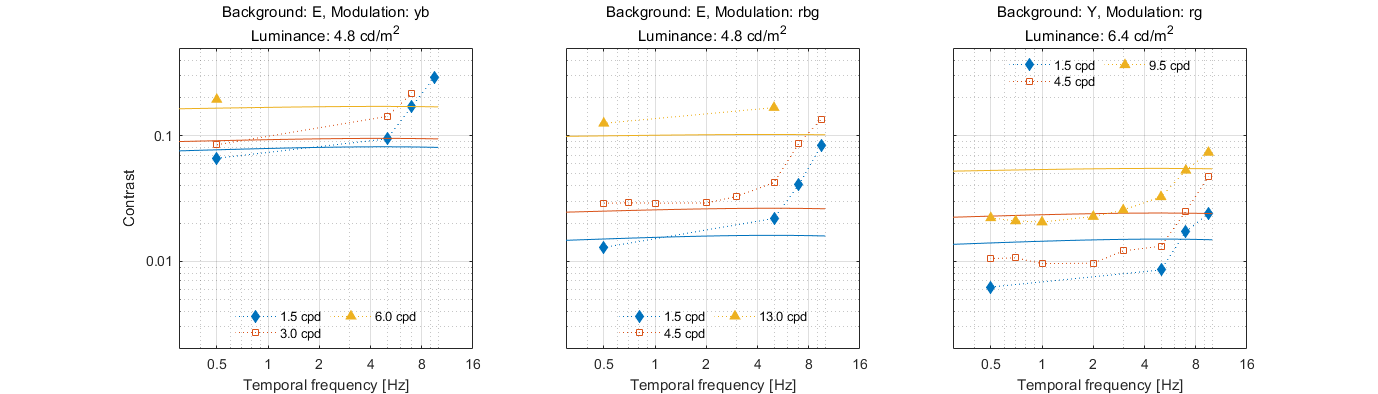 Background: E, Modulation: yb
Luminance: 4.8 cd/m²
Contrast
0.1
0.01
1.5 cpd
6.0 cpd
3.0 cpd
0.5 1 2 4 8 16
Temporal frequency [Hz]
Background: E, Modulation: rbg
Luminance: 4.8 cd/m²
1.5 cpd
13.0 cpd
4.5 cpd
0.5 1 2 4 8 16
Temporal frequency [Hz]
Background: Y, Modulation: rg
Luminance: 6.4 cd/m²
1.5 cpd
9.5 cpd
4.5 cpd
0.5 1 2 4 8 16
Temporal frequency [Hz]